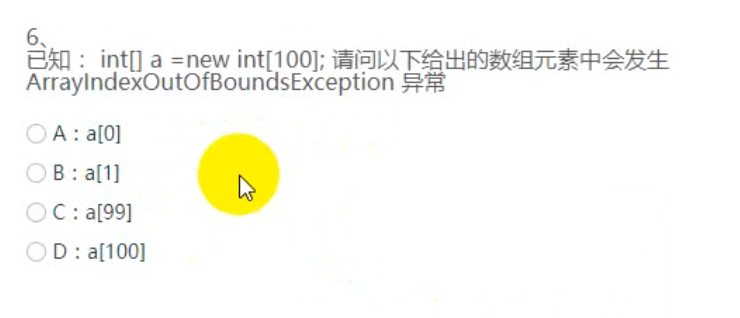 6、
已知： int[] a =new int[100]; 请问以下给出的数组元素中会发生
ArrayIndexOutOfBoundsException 异常
A : a[0]
B : a[1]
C : a[99]
D : a[100]